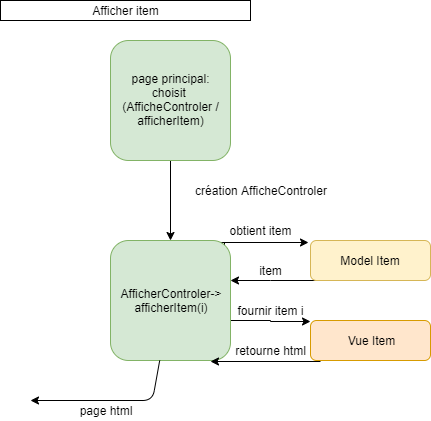 Afficher item
page principal:
choisit
(AfficheControler /
afficherItem)
création AfficheControler
obtient item
Model Item
item
AfficherControler->
afficherItem(i)
fournir item i
Vue Item
retourne html
page html